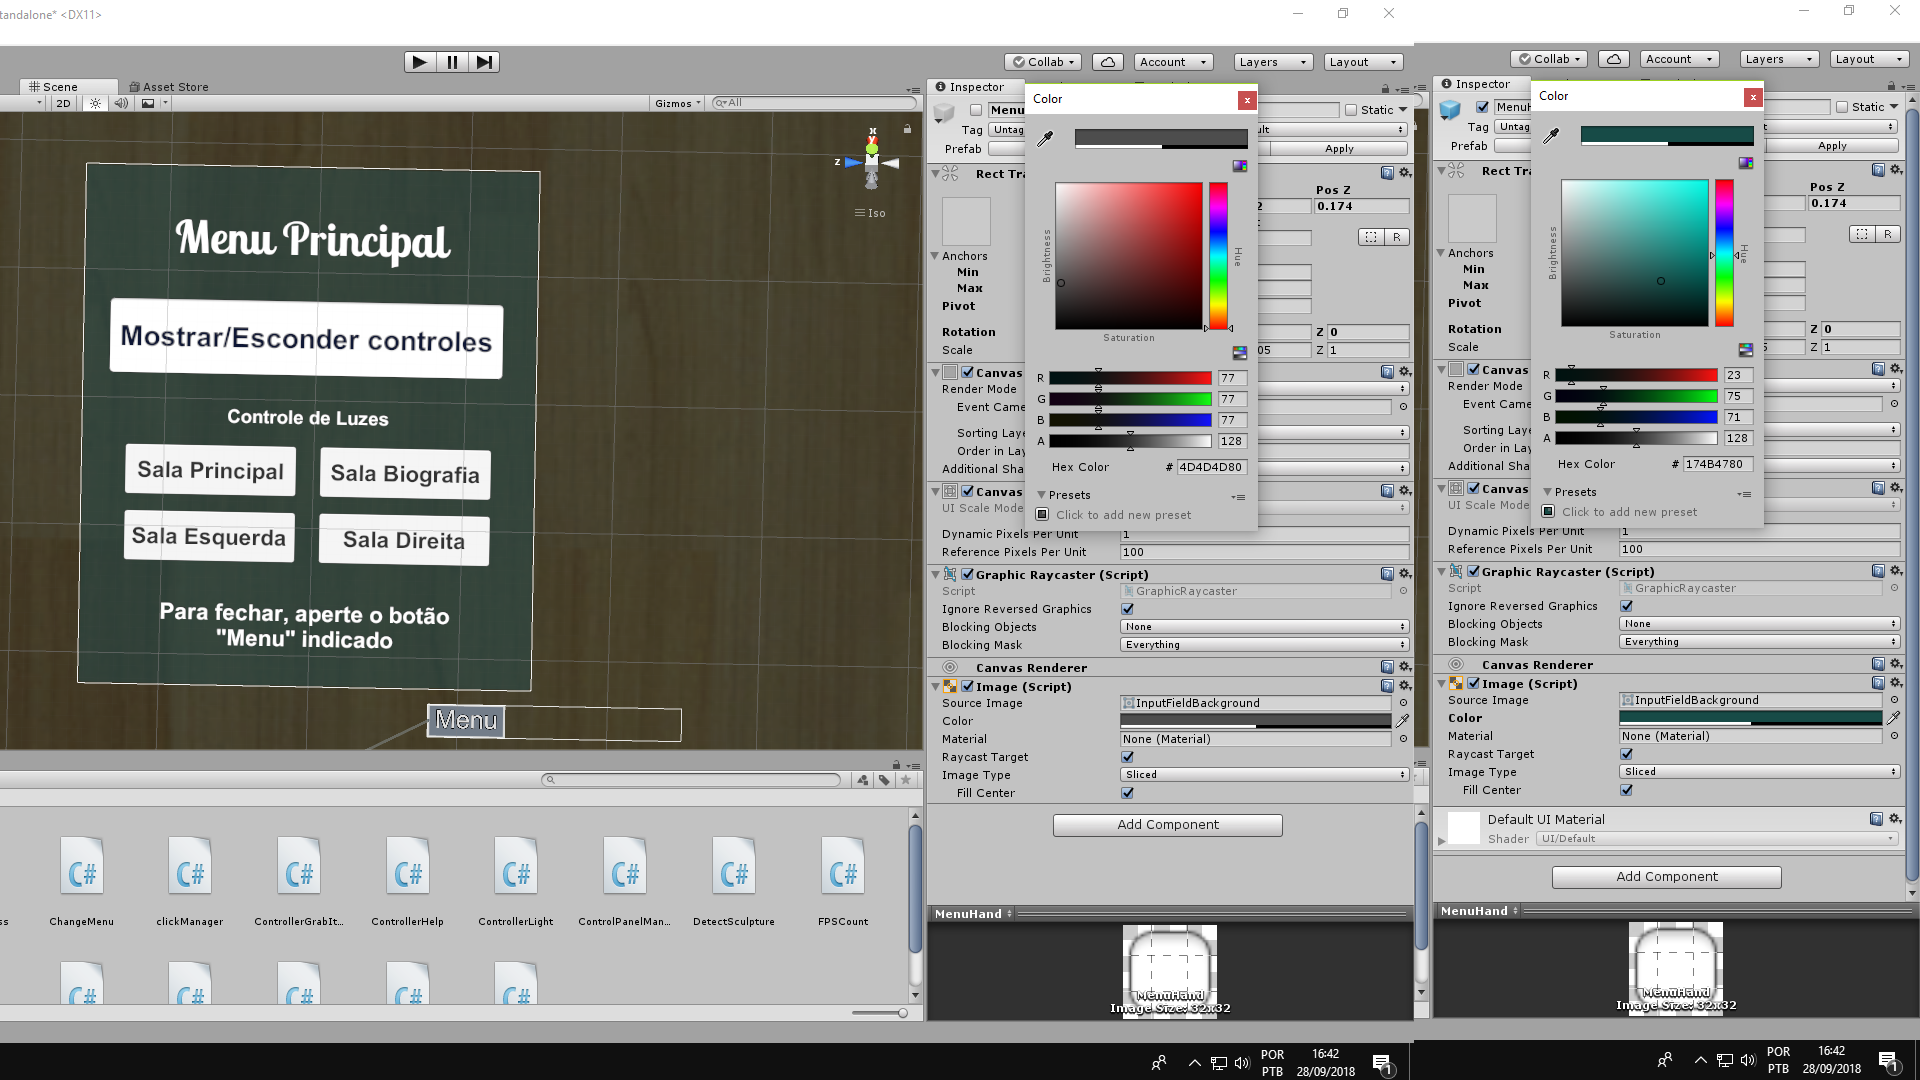 tandalone* <DX11>
Collab
Account
Layers
Layout
Collab
Account
Layers
Layout
Scene
Asset Store
2D
Gizmos
All
x
y
z
Iso
Menu Principal
Mostrar/Esconder controles
Controle de Luzes
Sala Principal
Sala Biografia
Sala Esquerda
Sala Direita
Para fechar, aperte o botão
"Menu" indicado
Menu
ss
ChangeMenu
clickManager
ControllerGrabIt...
ControllerHelp
ControllerLight
ControlPanelMan...
DetectSculpture
FPSCount
C#
C#
C#
C#
C#
C#
C#
C#
C#
C#
C#
C#
C#
Inspector
Menu
Static
Tag
Untag
ult
Prefab
Apply
Rect Tra
Pos Z
2
0.174
R
Anchors
Min
Max
Pivot
Rotation
Z 0
Scale
05
Z 1
Canvas
Render Mode
Event Came
Sorting Laye
Order in Lay
Additional Sha
Canvas
UI Scale Mode
Dynamic Pixels Per Unit
1
Reference Pixels Per Unit
100
Graphic Raycaster (Script)
Script
GraphicRaycaster
Ignore Reversed Graphics
Blocking Objects
None
Blocking Mask
Everything
Canvas Renderer
Image (Script)
Source Image
InputFieldBackground
Color
Material
None (Material)
Raycast Target
Image Type
Sliced
Fill Center
Add Component
MenuHand
MenuHand
Image Size: 32x32
Color
x
Brightness
Hue
Saturation
R
77
G
77
B
77
A
128
Hex Color
# 4D4D4D80
Presets
Click to add new preset
Inspector
MenuH
Static
Tag
Untag
t
Prefab
Apply
Rect Tra
Pos Z
0.174
R
Anchors
Min
Max
Pivot
Rotation
Z 0
Scale
5
Z 1
Canvas
Render Mode
Event Came
Sorting Laye
Order in Lay
Additional Sha
Canvas
UI Scale Mode
Dynamic Pixels Per Unit
1
Reference Pixels Per Unit
100
Graphic Raycaster (Script)
Script
GraphicRaycaster
Ignore Reversed Graphics
Blocking Objects
None
Blocking Mask
Everything
Canvas Renderer
Image (Script)
Source Image
InputFieldBackground
Color
Material
None (Material)
Raycast Target
Image Type
Sliced
Fill Center
Default UI Material
Shader
UI/Default
Add Component
MenuHand
MenuHand
Image Size: 32x32
Color
x
Brightness
Hue
Saturation
R
23
G
75
B
71
A
128
Hex Color
# 174B4780
Presets
Click to add new preset
POR
PTB
16:42
28/09/2018
1
POR
PTB
16:42
28/09/2018
1